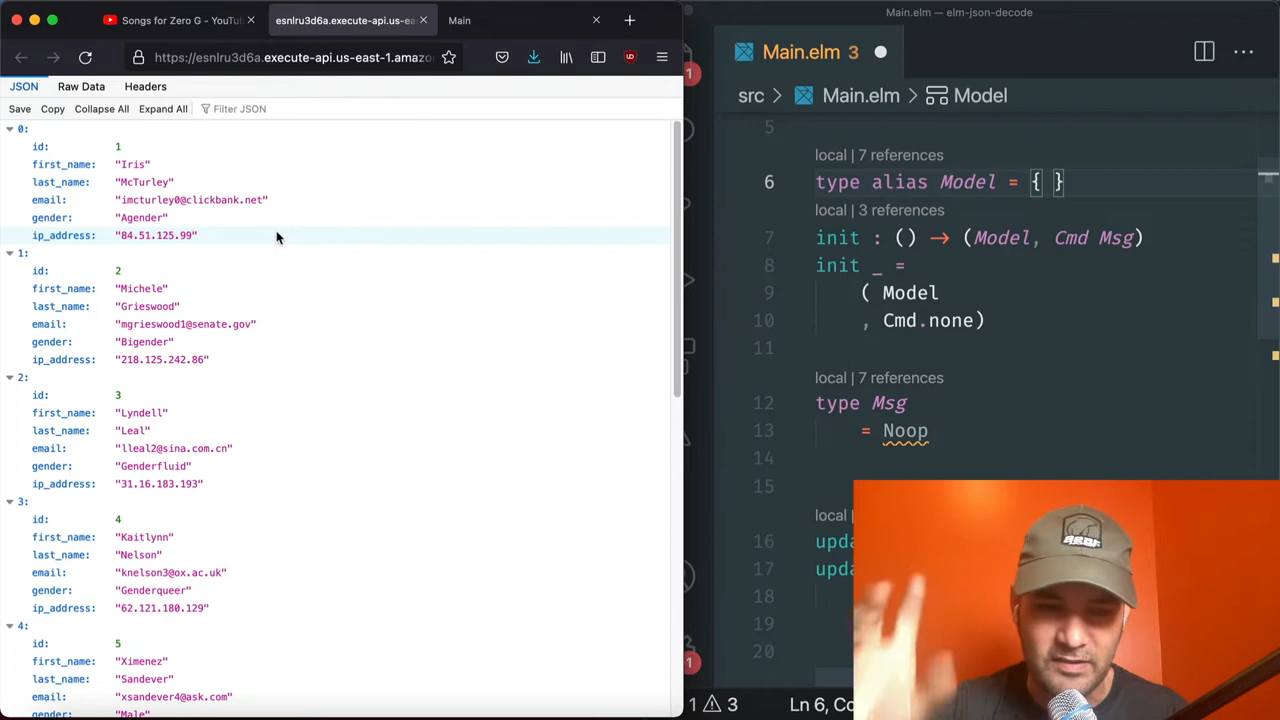 Songs for Zero G - YouTu
esnlru3d6a.execute-api.us-ea
Main
https://esnlru3d6a.execute-api.us-east-1.amazo
JSON
Raw Data
Headers
Save
Copy
Collapse All
Expand All
Filter JSON
0:
id: 1
first_name: "Iris"
last_name: "McTurley"
email: "imcturley0@clickbank.net"
gender: "Agender"
ip_address: "84.51.125.99"
1:
id: 2
first_name: "Michele"
last_name: "Grieswood"
email: "mgrieswood1@senate.gov"
gender: "Bigender"
ip_address: "218.125.242.86"
2:
id: 3
first_name: "Lyndell"
last_name: "Leal"
email: "lleal2@sina.com.cn"
gender: "Genderfluid"
ip_address: "31.16.183.193"
3:
id: 4
first_name: "Kaitlynn"
last_name: "Nelson"
email: "knelson3@ox.ac.uk"
gender: "Genderqueer"
ip_address: "62.121.180.129"
4:
id: 5
first_name: "Ximenez"
last_name: "Sandever"
email: "xsandever4@ask.com"
gender: "Male"
Main.elm — elm-json-decode
Main.elm 3
src > Main.elm > Model
5
local | 7 references
6 type alias Model = { }
local | 3 references
7 init : () → (Model, Cmd Msg)
8 init _ =
9 ( Model
10 , Cmd.none)
11
local | 7 references
12 type Msg
13 = Noop
14
15
local
16 upda
17 upda
18
19
20
1
1
1 ⚠ 3
Ln 6, Co